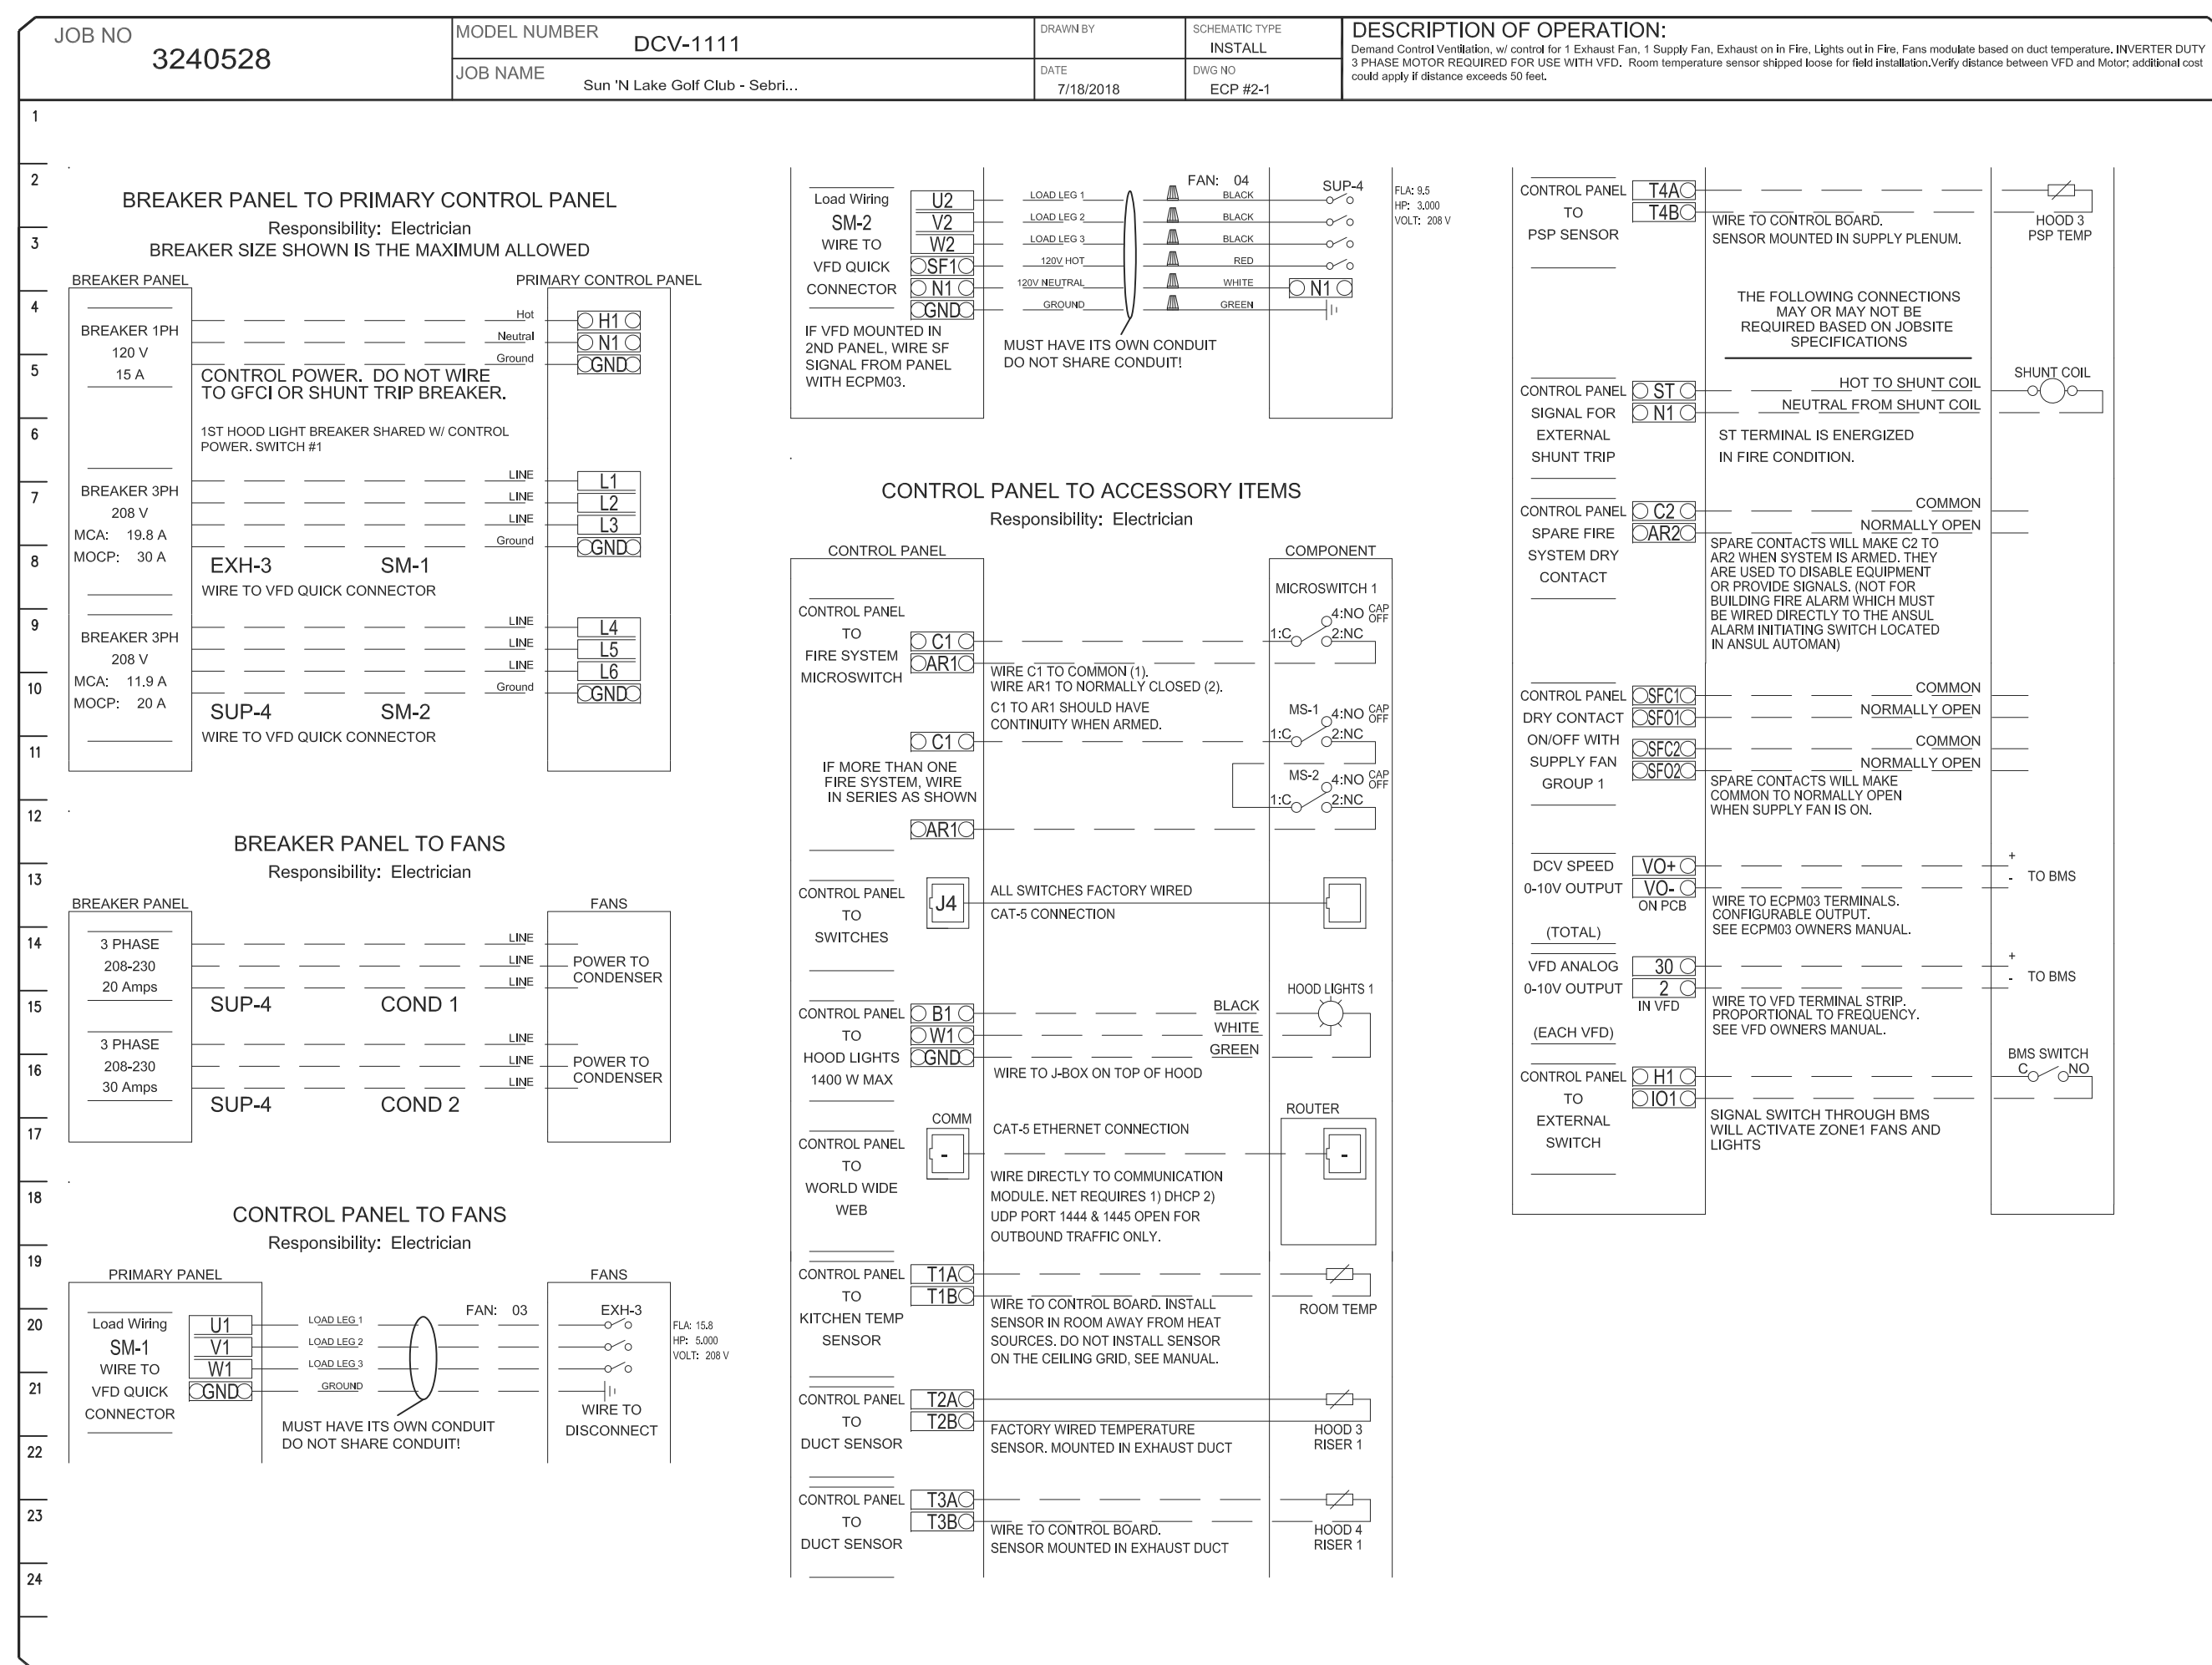 JOB NO
3240528
MODEL NUMBER
DCV-1111
JOB NAME
Sun 'N Lake Golf Club - Sebri...
DRAWN BY
DATE
7/18/2018
SCHEMATIC TYPE
INSTALL
DWG NO
ECP #2-1
DESCRIPTION OF OPERATION:
Demand Control Ventilation, w/ control for 1 Exhaust Fan, 1 Supply Fan, Exhaust on in Fire, Lights out in Fire, Fans modulate based on duct temperature. INVERTER DUTY
3 PHASE MOTOR REQUIRED FOR USE WITH VFD. Room temperature sensor shipped loose for field installation.Verify distance between VFD and Motor; additional cost
could apply if distance exceeds 50 feet.
1
2
3
4
5
6
7
8
9
10
11
12
13
14
15
16
17
18
19
20
21
22
23
24
BREAKER PANEL TO PRIMARY CONTROL PANEL
Responsibility: Electrician
BREAKER SIZE SHOWN IS THE MAXIMUM ALLOWED
BREAKER PANEL
PRIMARY CONTROL PANEL
BREAKER 1PH
120 V
15 A
Hot
H1
Neutral
N1
Ground
GND
CONTROL POWER. DO NOT WIRE
TO GFCI OR SHUNT TRIP BREAKER.
1ST HOOD LIGHT BREAKER SHARED W/ CONTROL
POWER. SWITCH #1
BREAKER 3PH
208 V
MCA: 19.8 A
MOCP: 30 A
LINE
L1
LINE
L2
LINE
L3
Ground
GND
EXH-3
SM-1
WIRE TO VFD QUICK CONNECTOR
BREAKER 3PH
208 V
MCA: 11.9 A
MOCP: 20 A
LINE
L4
LINE
L5
LINE
L6
Ground
GND
SUP-4
SM-2
WIRE TO VFD QUICK CONNECTOR
BREAKER PANEL TO FANS
Responsibility: Electrician
BREAKER PANEL
FANS
3 PHASE
208-230
20 Amps
LINE
LINE
LINE
POWER TO
CONDENSER
SUP-4
COND 1
3 PHASE
208-230
30 Amps
LINE
LINE
LINE
POWER TO
CONDENSER
SUP-4
COND 2
CONTROL PANEL TO FANS
Responsibility: Electrician
PRIMARY PANEL
FANS
Load Wiring
SM-1
WIRE TO
VFD QUICK
CONNECTOR
U1
V1
W1
GND
LOAD LEG 1
LOAD LEG 2
LOAD LEG 3
GROUND
FAN: 03
EXH-3
FLA: 15.8
HP: 5.000
VOLT: 208 V
WIRE TO
DISCONNECT
MUST HAVE ITS OWN CONDUIT
DO NOT SHARE CONDUIT!
Load Wiring
SM-2
WIRE TO
VFD QUICK
CONNECTOR
U2
V2
W2
SF1
N1
GND
LOAD LEG 1
LOAD LEG 2
LOAD LEG 3
120V HOT
120V NEUTRAL
GROUND
FAN: 04
BLACK
BLACK
BLACK
RED
WHITE
GREEN
SUP-4
N1
FLA: 9.5
HP: 3.000
VOLT: 208 V
IF VFD MOUNTED IN
2ND PANEL, WIRE SF
SIGNAL FROM PANEL
WITH ECPM03.
MUST HAVE ITS OWN CONDUIT
DO NOT SHARE CONDUIT!
CONTROL PANEL TO ACCESSORY ITEMS
Responsibility: Electrician
CONTROL PANEL
COMPONENT
CONTROL PANEL
TO
FIRE SYSTEM
MICROSWITCH
C1
AR1
MICROSWITCH 1
4:NO CAP OFF
1:C
2:NC
WIRE C1 TO COMMON (1).
WIRE AR1 TO NORMALLY CLOSED (2).
C1 TO AR1 SHOULD HAVE
CONTINUITY WHEN ARMED.
C1
MS-1
4:NO CAP OFF
1:C
2:NC
IF MORE THAN ONE
FIRE SYSTEM, WIRE
IN SERIES AS SHOWN
MS-2
4:NO CAP OFF
1:C
2:NC
AR1
CONTROL PANEL
TO
SWITCHES
J4
ALL SWITCHES FACTORY WIRED
CAT-5 CONNECTION
CONTROL PANEL
TO
HOOD LIGHTS
1400 W MAX
B1
W1
GND
BLACK
WHITE
GREEN
HOOD LIGHTS 1
WIRE TO J-BOX ON TOP OF HOOD
CONTROL PANEL
TO
WORLD WIDE
WEB
COMM
-
CAT-5 ETHERNET CONNECTION
ROUTER
-
WIRE DIRECTLY TO COMMUNICATION
MODULE. NET REQUIRES 1) DHCP 2)
UDP PORT 1444 & 1445 OPEN FOR
OUTBOUND TRAFFIC ONLY.
CONTROL PANEL
TO
KITCHEN TEMP
SENSOR
T1A
T1B
WIRE TO CONTROL BOARD. INSTALL
SENSOR IN ROOM AWAY FROM HEAT
SOURCES. DO NOT INSTALL SENSOR
ON THE CEILING GRID, SEE MANUAL.
ROOM TEMP
CONTROL PANEL
TO
DUCT SENSOR
T2A
T2B
FACTORY WIRED TEMPERATURE
SENSOR. MOUNTED IN EXHAUST DUCT
HOOD 3
RISER 1
CONTROL PANEL
TO
DUCT SENSOR
T3A
T3B
WIRE TO CONTROL BOARD.
SENSOR MOUNTED IN EXHAUST DUCT
HOOD 4
RISER 1
CONTROL PANEL
TO
PSP SENSOR
T4A
T4B
WIRE TO CONTROL BOARD.
SENSOR MOUNTED IN SUPPLY PLENUM.
HOOD 3
PSP TEMP
THE FOLLOWING CONNECTIONS
MAY OR MAY NOT BE
REQUIRED BASED ON JOBSITE
SPECIFICATIONS
CONTROL PANEL
SIGNAL FOR
EXTERNAL
SHUNT TRIP
ST
N1
HOT TO SHUNT COIL
NEUTRAL FROM SHUNT COIL
SHUNT COIL
ST TERMINAL IS ENERGIZED
IN FIRE CONDITION.
CONTROL PANEL
SPARE FIRE
SYSTEM DRY
CONTACT
C2
AR2
COMMON
NORMALLY OPEN
SPARE CONTACTS WILL MAKE C2 TO
AR2 WHEN SYSTEM IS ARMED. THEY
ARE USED TO DISABLE EQUIPMENT
OR PROVIDE SIGNALS. (NOT FOR
BUILDING FIRE ALARM WHICH MUST
BE WIRED DIRECTLY TO THE ANSUL
ALARM INITIATING SWITCH LOCATED
IN ANSUL AUTOMAN)
CONTROL PANEL
DRY CONTACT
ON/OFF WITH
SUPPLY FAN
GROUP 1
SFC1
SFO1
SFC2
SFO2
COMMON
NORMALLY OPEN
COMMON
NORMALLY OPEN
SPARE CONTACTS WILL MAKE
COMMON TO NORMALLY OPEN
WHEN SUPPLY FAN IS ON.
DCV SPEED
0-10V OUTPUT
(TOTAL)
VO+
VO-
ON PCB
+
-
TO BMS
WIRE TO ECPM03 TERMINALS.
CONFIGURABLE OUTPUT.
SEE ECPM03 OWNERS MANUAL.
VFD ANALOG
0-10V OUTPUT
(EACH VFD)
30
2
IN VFD
+
-
TO BMS
WIRE TO VFD TERMINAL STRIP.
PROPORTIONAL TO FREQUENCY.
SEE VFD OWNERS MANUAL.
CONTROL PANEL
TO
EXTERNAL
SWITCH
H1
IO1
BMS SWITCH
C
NO
SIGNAL SWITCH THROUGH BMS
WILL ACTIVATE ZONE1 FANS AND
LIGHTS